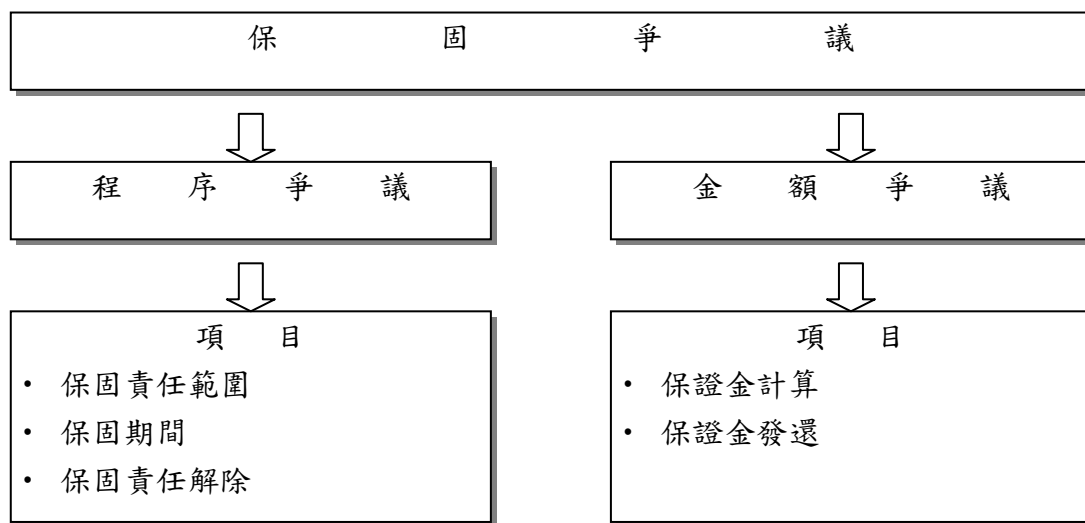 保固爭議
程序爭議
金額爭議
項目
• 保固責任範圍
• 保固期間
• 保固責任解除
項目
• 保證金計算
• 保證金發還